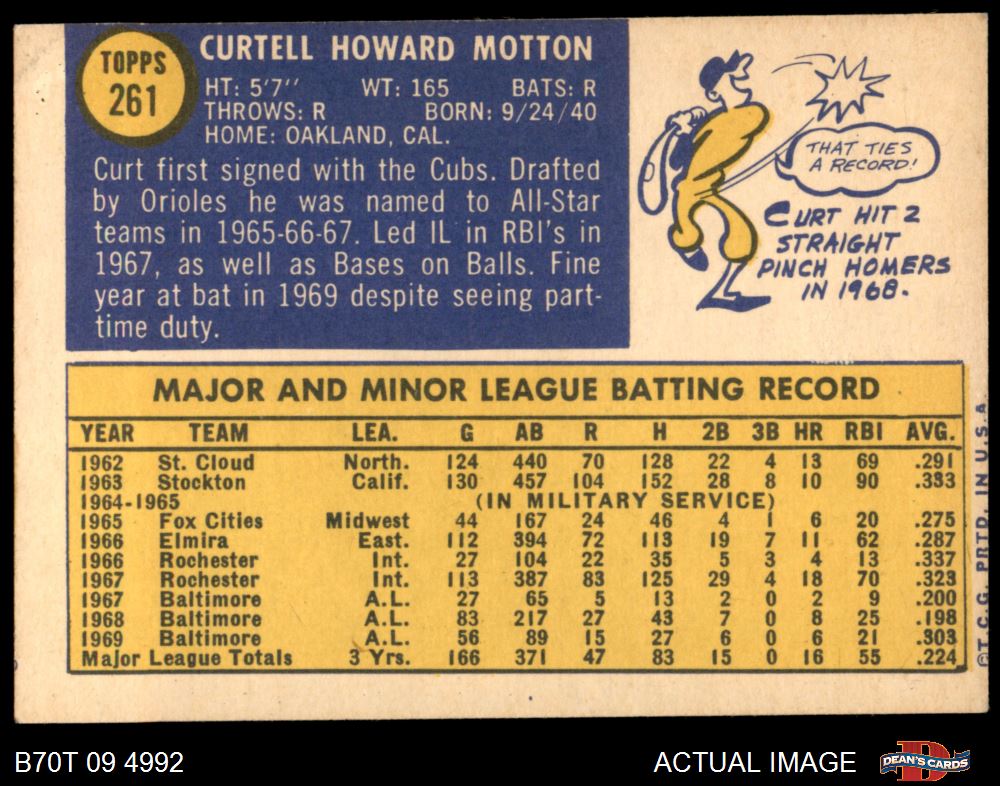 TOPPS
261
CURTELL HOWARD MOTTON
HT: 5'7'' WT: 165 BATS: R
THROWS: R BORN: 9/24/40
HOME: OAKLAND, CAL.
Curt first signed with the Cubs. Drafted
by Orioles he was named to All-Star
teams in 1965-66-67. Led IL in RBI's in
1967, as well as Bases on Balls. Fine
year at bat in 1969 despite seeing part-
time duty.
THAT TIES
A RECORD!
CURT HIT 2
STRAIGHT
PINCH HOMERS
IN 1968.
MAJOR AND MINOR LEAGUE BATTING RECORD
YEAR TEAM LEA. G AB R H 2B 3B HR RBI AVG.
1962 St. Cloud North. 124 440 70 128 22 4 13 69 .291
1963 Stockton Calif. 130 457 104 152 28 8 10 90 .333
1964-1965 (IN MILITARY SERVICE)
1965 Fox Cities Midwest 44 167 24 46 4 1 6 20 .275
1966 Elmira East. 112 394 72 113 19 7 11 62 .287
1966 Rochester Int. 27 104 22 35 5 3 4 13 .337
1967 Rochester Int. 113 387 83 125 29 4 18 70 .323
1967 Baltimore A.L. 27 65 5 13 2 0 2 9 .200
1968 Baltimore A.L. 83 217 27 43 7 0 8 25 .198
1969 Baltimore A.L. 56 89 15 27 6 0 6 21 .303
Major League Totals 3 Yrs. 166 371 47 83 15 0 16 55 .224
©T.C.G. PRTD. IN U.S.A.
B70T 09 4992
ACTUAL IMAGE
D
DEAN'S CARDS